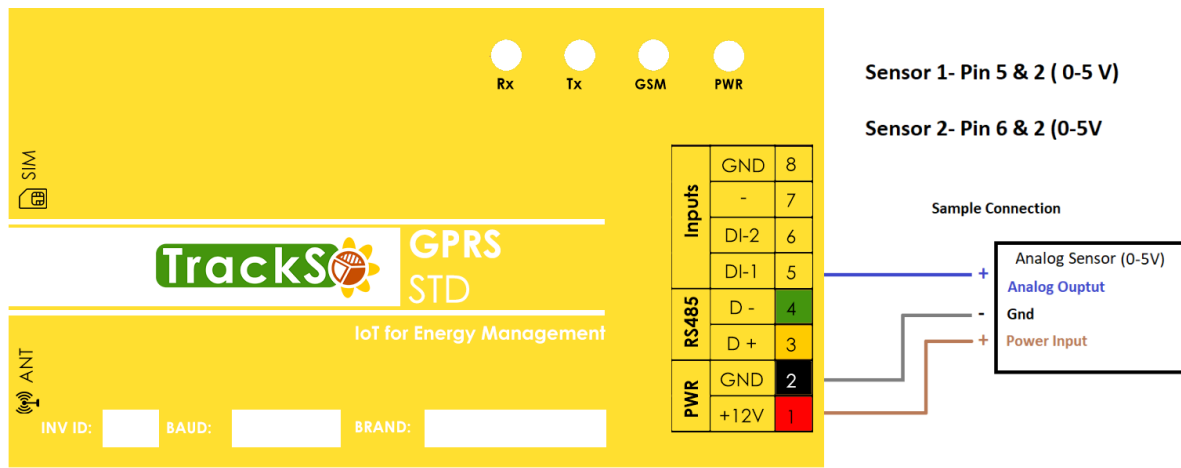 Rx Tx GSM PWR
Sensor 1- Pin 5 & 2 ( 0-5 V)
Sensor 2- Pin 6 & 2 (0-5V
SIM
Inputs
GND 8
- 7
DI-2 6
DI-1 5
RS485
D - 4
D + 3
PWR
GND 2
+12V 1
TrackSo
GPRS
STD
IoT for Energy Management
ANT
INV ID: BAUD: BRAND:
Sample Connection
Analog Sensor (0-5V)
+ Analog Ouptut
- Gnd
+ Power Input